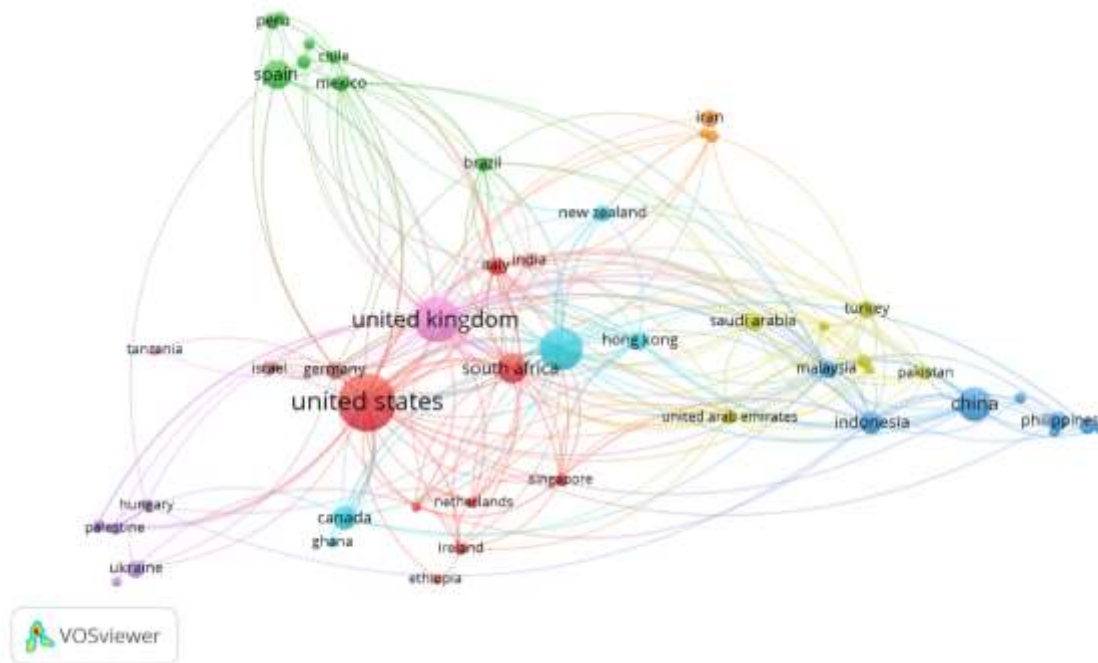 peru
chile
spain
mexico
iran
brazil
new zealand
italy
india
turkey
united kingdom
saudi arabia
hong kong
tanzania
israel
germany
south africa
malaysia
pakistan
united states
china
united arab emirates
indonesia
philippines
singapore
hungary
netherlands
canada
palestine
ghana
ireland
ukraine
ethiopia
VOSviewer